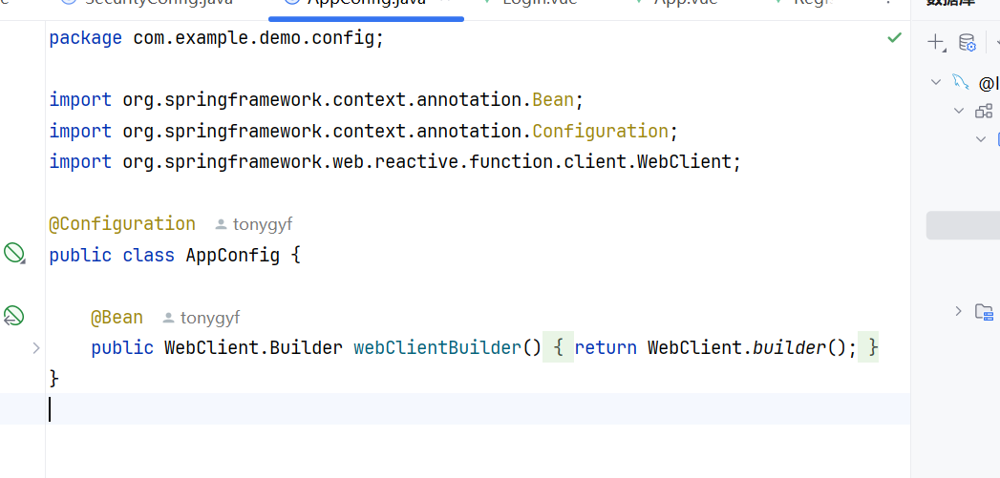 SecurityConfig.java AppConfig.java Login.vue App.vue
数据库
package com.example.demo.config;
import org.springframework.context.annotation.Bean;
import org.springframework.context.annotation.Configuration;
import org.springframework.web.reactive.function.client.WebClient;
@Configuration tonygyf
public class AppConfig {
@Bean tonygyf
public WebClient.Builder webClientBuilder() { return WebClient.builder(); }
}